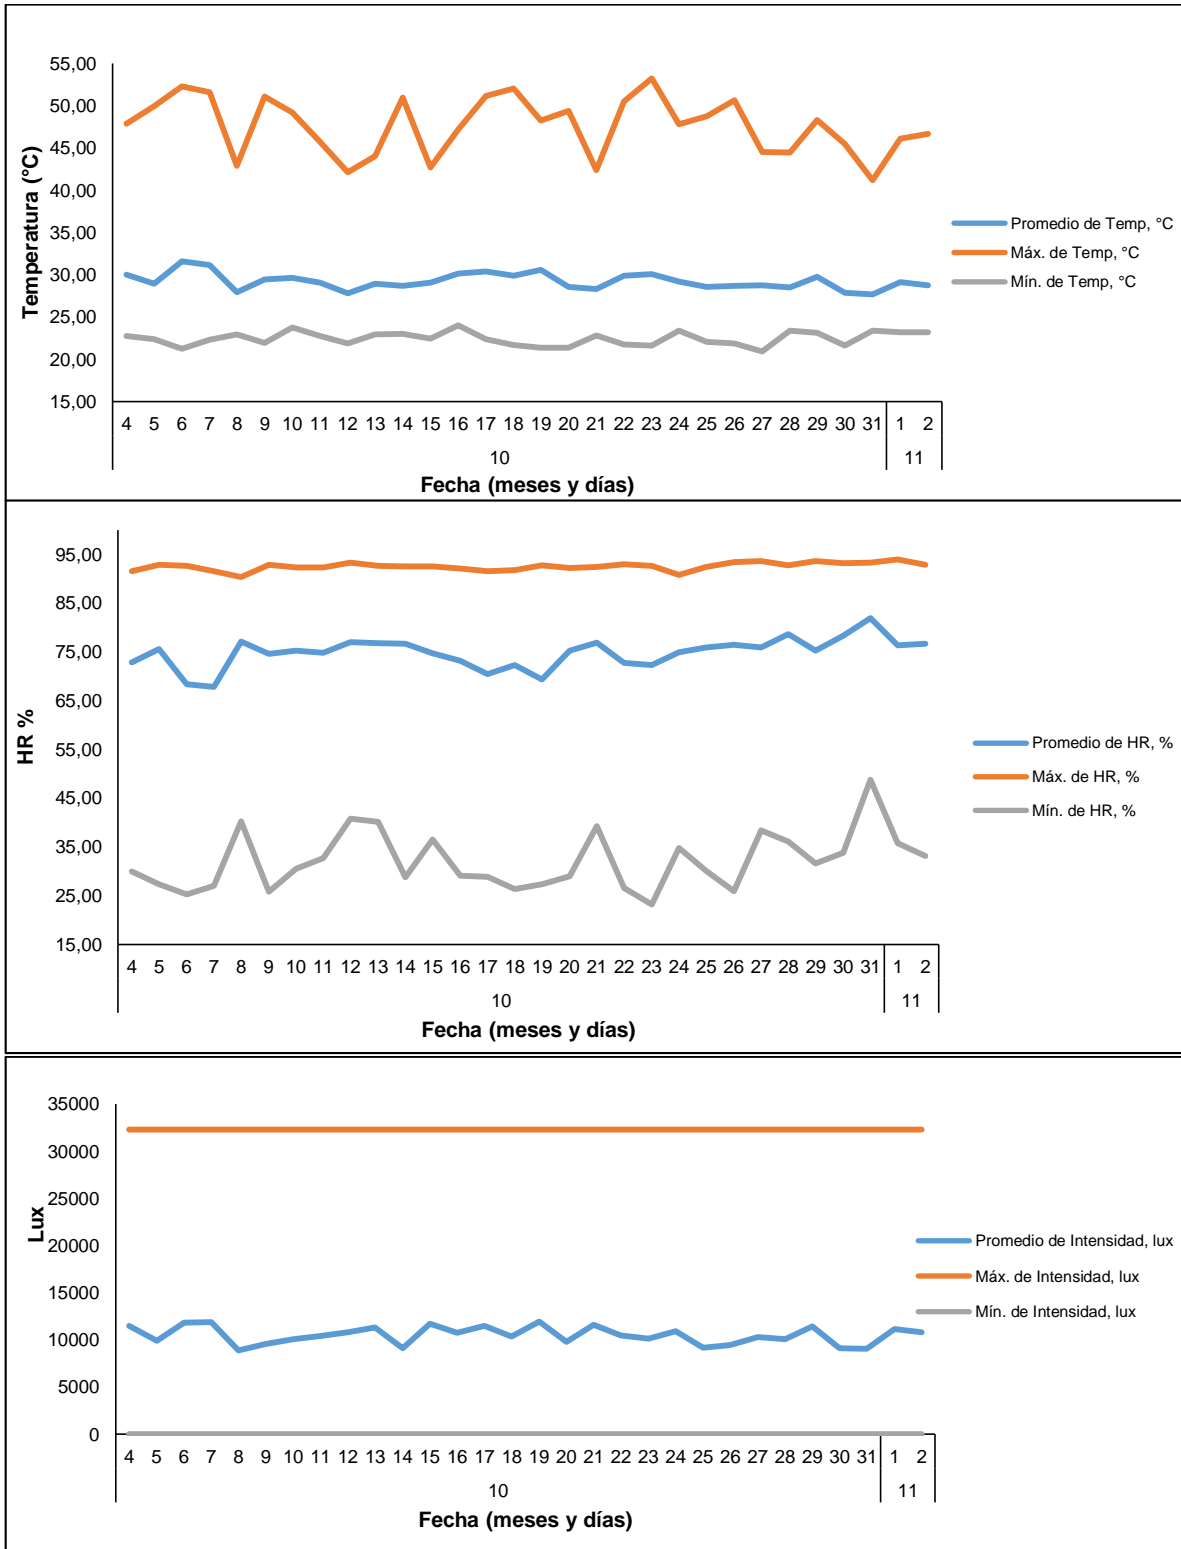 55,00
50,00
45,00
40,00
35,00
30,00
25,00
20,00
15,00
Temperatura (°C)
4 5 6 7 8 9 10 11 12 13 14 15 16 17 18 19 20 21 22 23 24 25 26 27 28 29 30 31 1 2
10 11
Fecha (meses y días)
Promedio de Temp, °C
Máx. de Temp, °C
Mín. de Temp, °C
95,00
85,00
75,00
65,00
55,00
45,00
35,00
25,00
15,00
HR %
4 5 6 7 8 9 10 11 12 13 14 15 16 17 18 19 20 21 22 23 24 25 26 27 28 29 30 31 1 2
10 11
Fecha (meses y días)
Promedio de HR, %
Máx. de HR, %
Mín. de HR, %
35000
30000
25000
20000
15000
10000
5000
0
Lux
4 5 6 7 8 9 10 11 12 13 14 15 16 17 18 19 20 21 22 23 24 25 26 27 28 29 30 31 1 2
10 11
Fecha (meses y días)
Promedio de Intensidad, lux
Máx. de Intensidad, lux
Mín. de Intensidad, lux